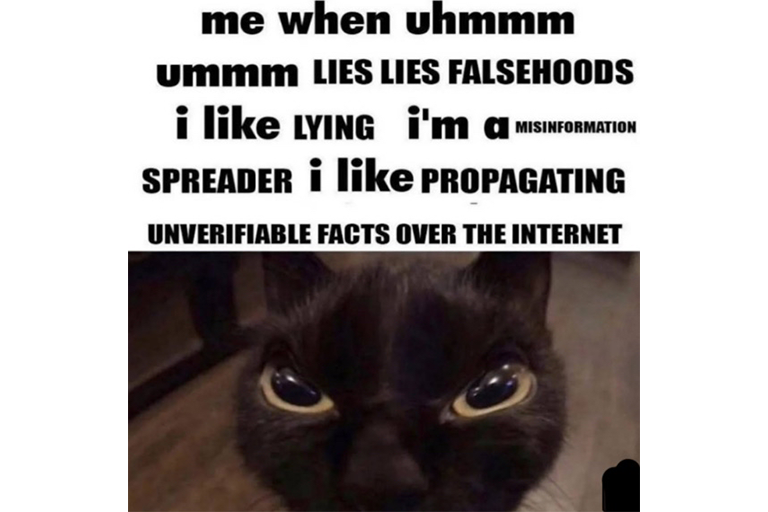 me when uhmmm
ummm LIES LIES FALSEHOODS
i like LYING i'm a MISINFORMATION
SPREADER i like PROPAGATING
UNVERIFIABLE FACTS OVER THE INTERNET